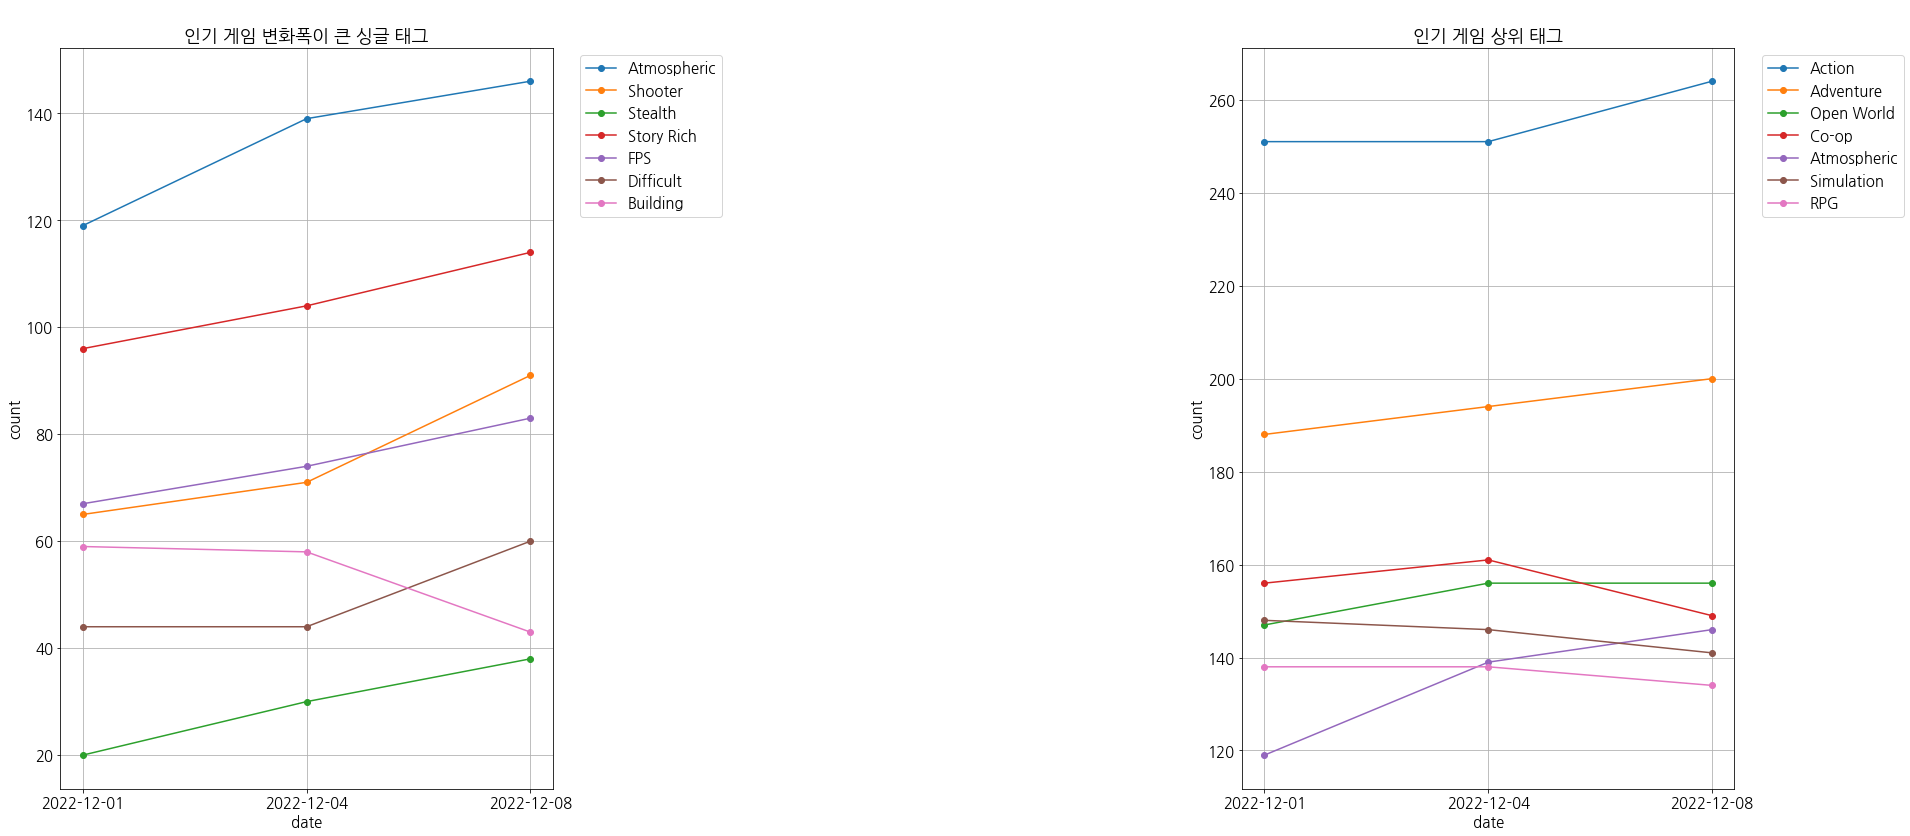 인기 게임 변화폭이 큰 싱글 태그
140
120
100
80
60
40
20
count
2022-12-01
2022-12-04
2022-12-08
date
Atmospheric
Shooter
Stealth
Story Rich
FPS
Difficult
Building
인기 게임 상위 태그
260
240
220
200
180
160
140
120
count
2022-12-01
2022-12-04
2022-12-08
date
Action
Adventure
Open World
Co-op
Atmospheric
Simulation
RPG